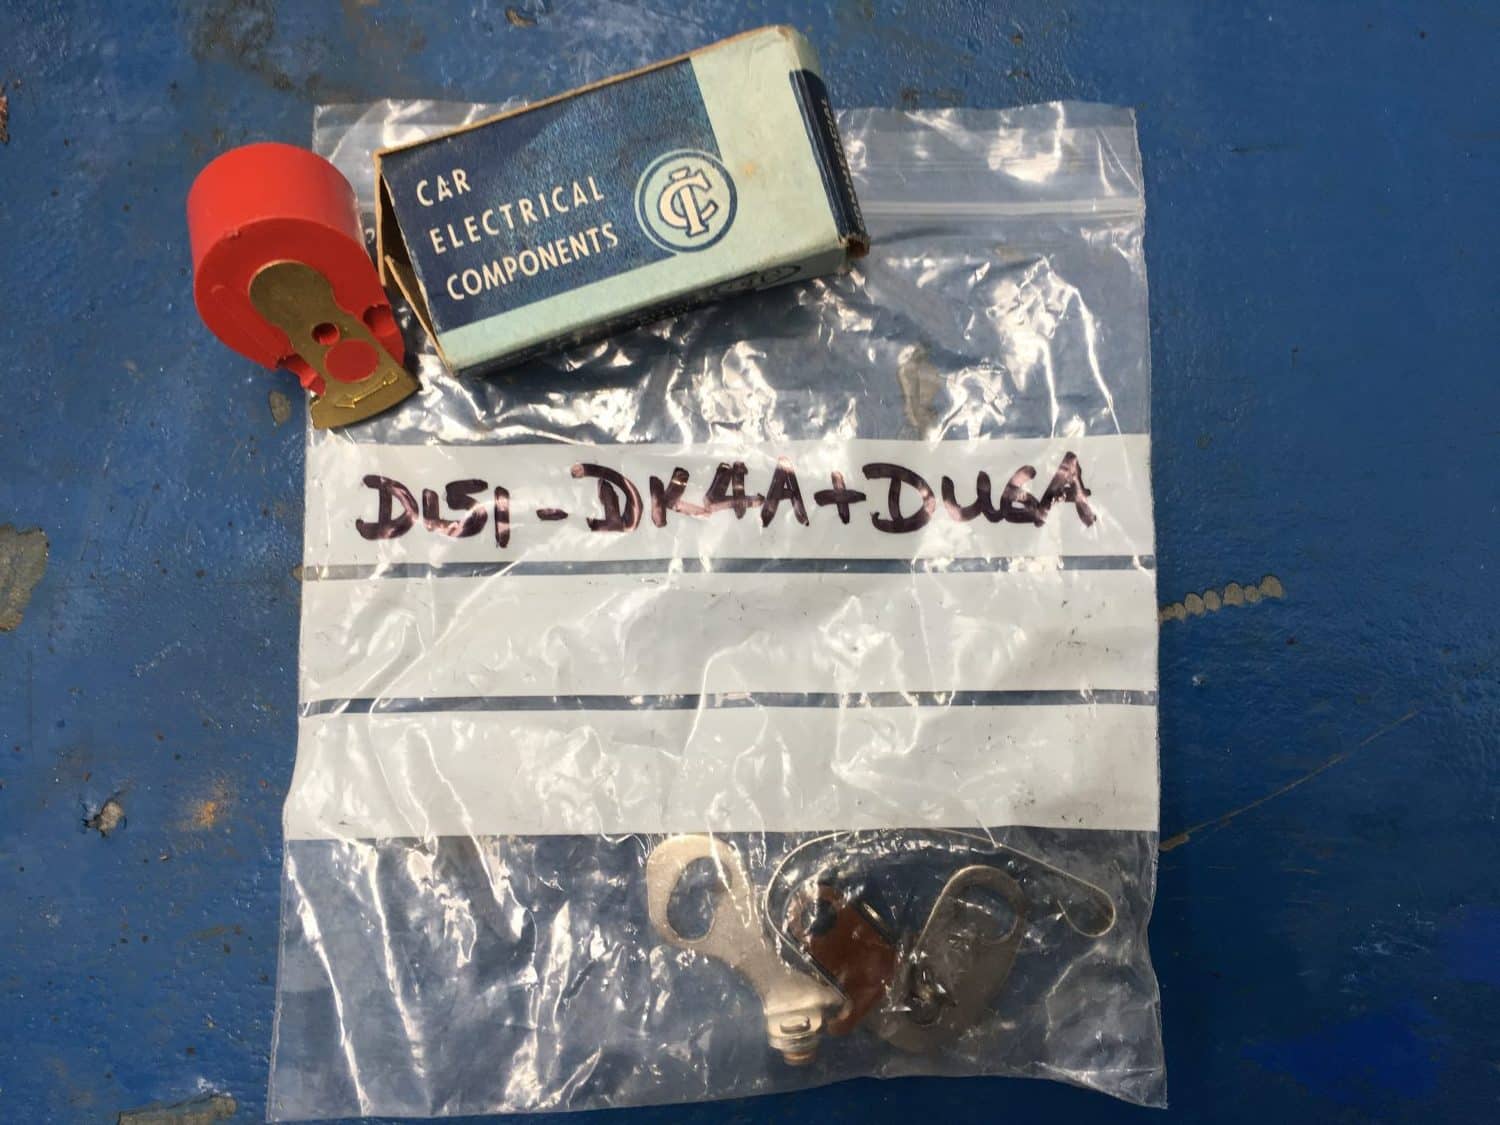 CAR
ELECTRICAL
COMPONENTS
DL51-DK4A+DU6A